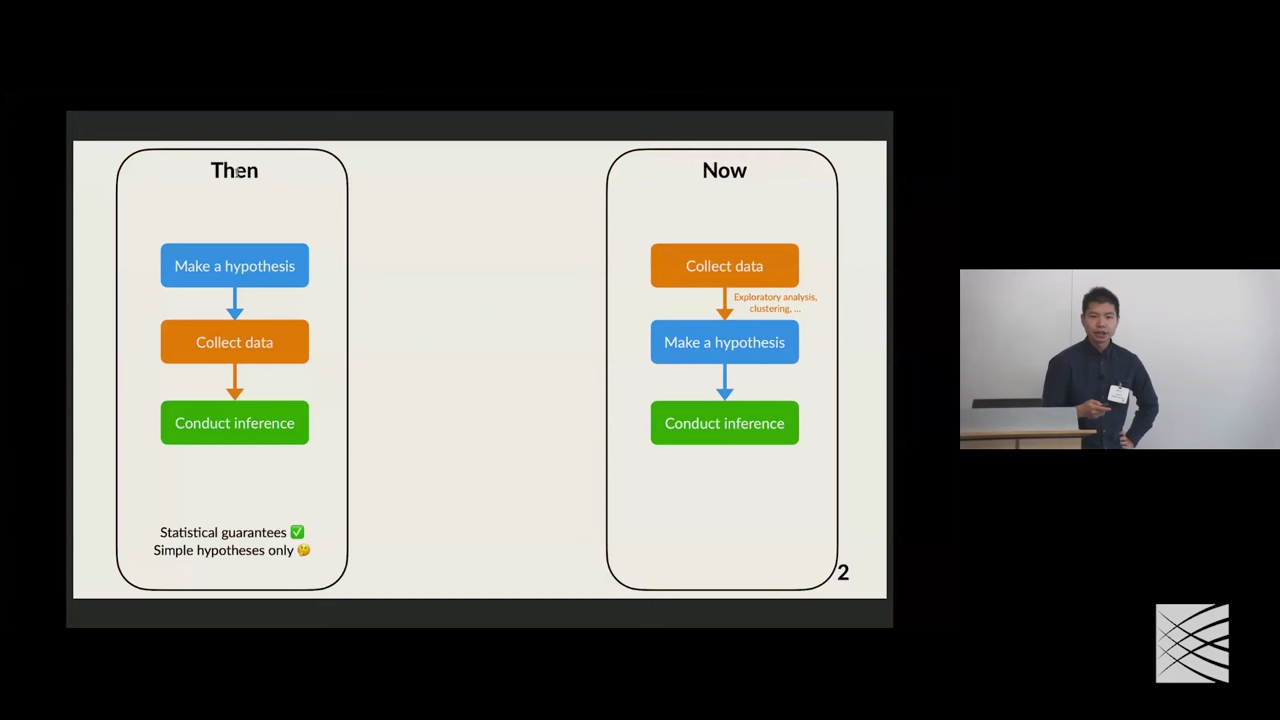 Then
Make a hypothesis
Collect data
Conduct inference
Statistical guarantees ✅
Simple hypotheses only 🤔
Now
Collect data
Exploratory analysis,
clustering, ...
Make a hypothesis
Conduct inference
2